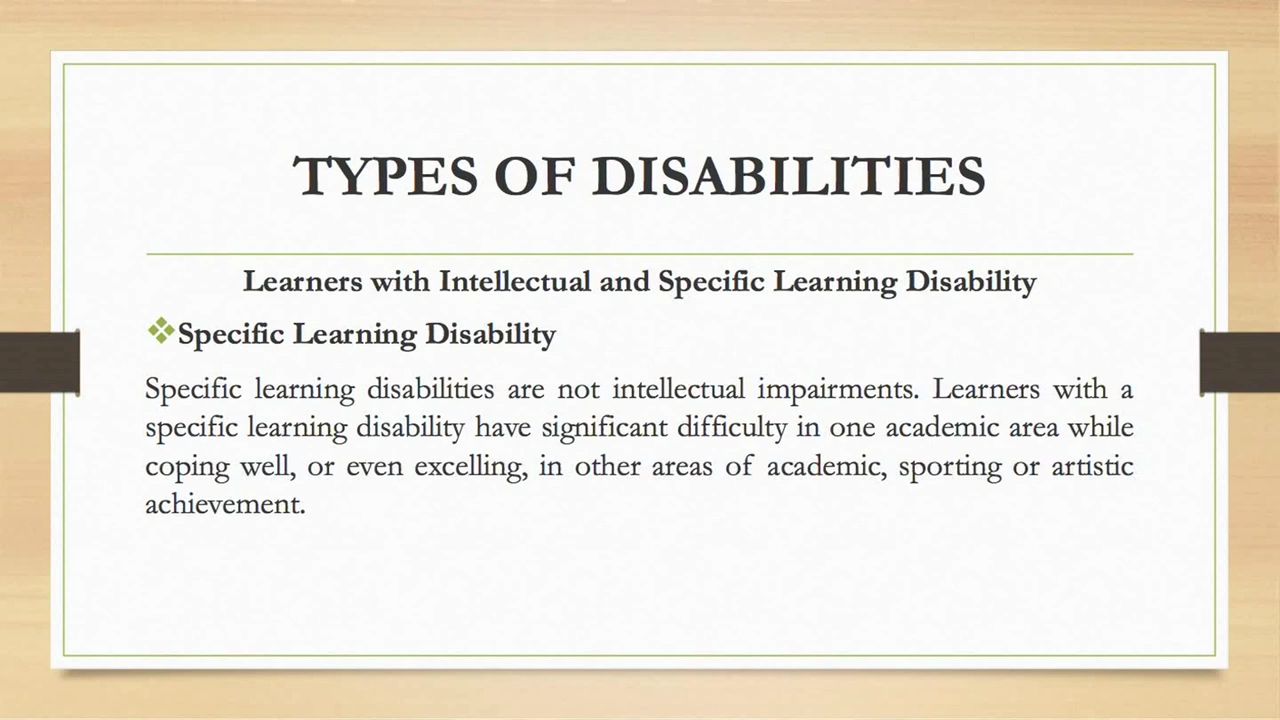 TYPES OF DISABILITIES
Learners with Intellectual and Specific Learning Disability
Specific Learning Disability
Specific learning disabilities are not intellectual impairments. Learners with a
specific learning disability have significant difficulty in one academic area while
coping well, or even excelling, in other areas of academic, sporting or artistic
achievement.